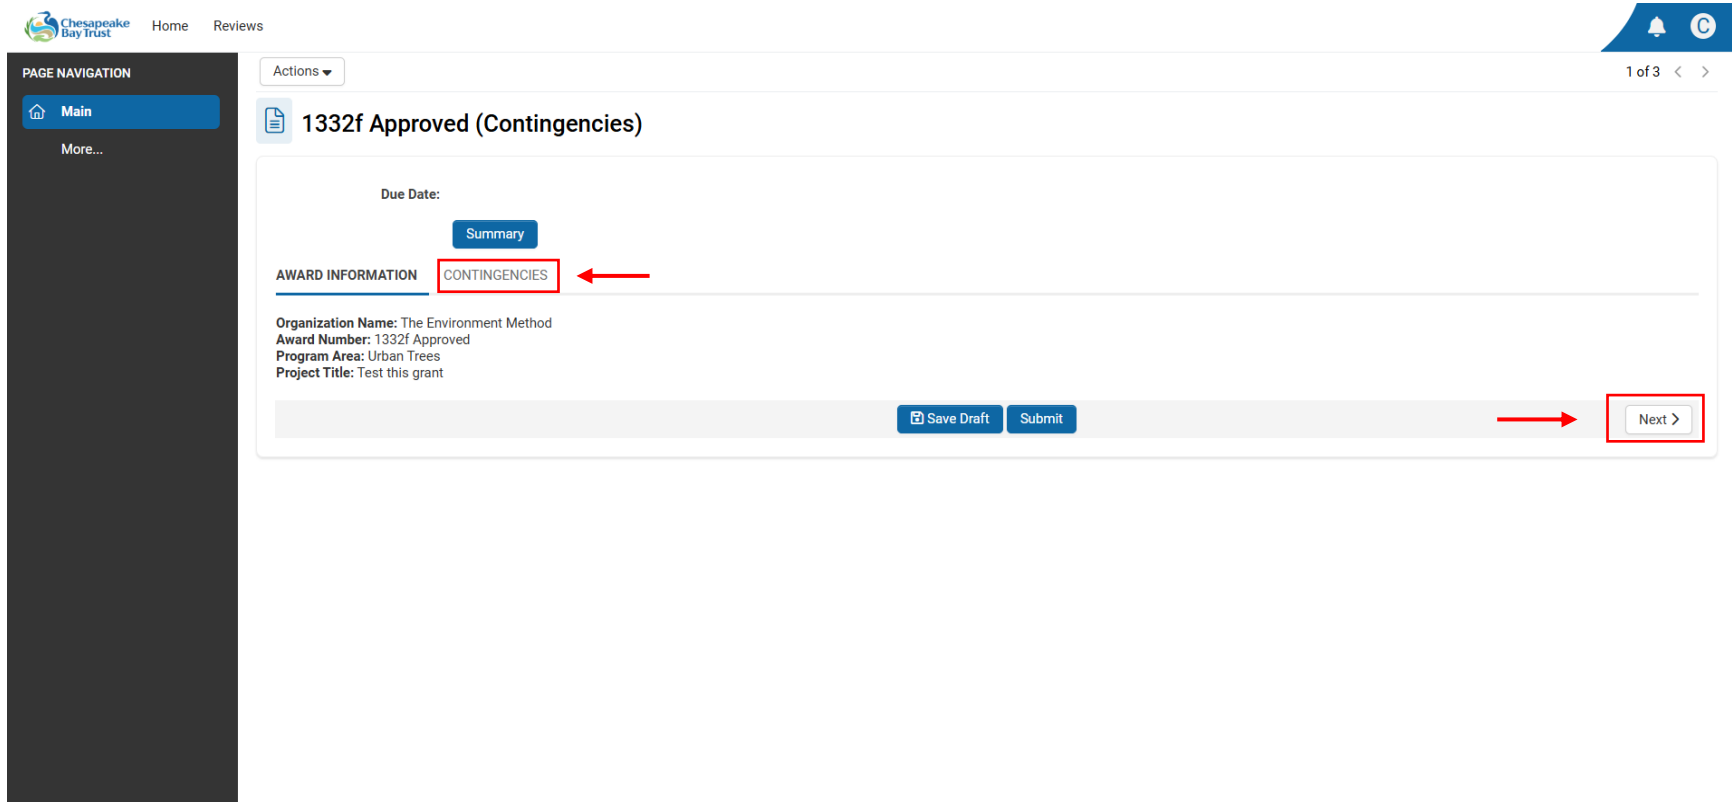 Chesapeake
Bay Trust
Home
Reviews
C
PAGE NAVIGATION
Main
More...
Actions
1 of 3
1332f Approved (Contingencies)
Due Date:
Summary
AWARD INFORMATION
CONTINGENCIES
Organization Name: The Environment Method
Award Number: 1332f Approved
Program Area: Urban Trees
Project Title: Test this grant
Save Draft
Submit
Next